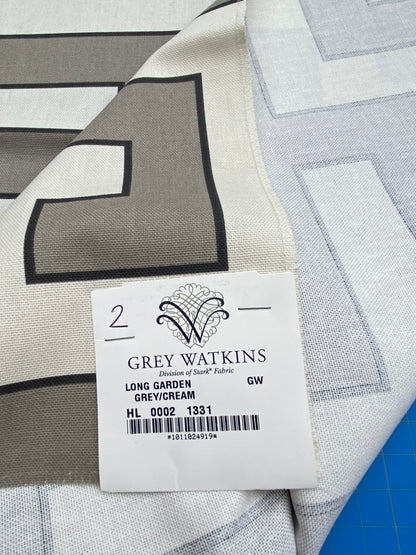 2
W
GREY WATKINS
Division of Stark® Fabric
LONG GARDEN GW
GREY/CREAM
HL 0002 1331
*1011024919*